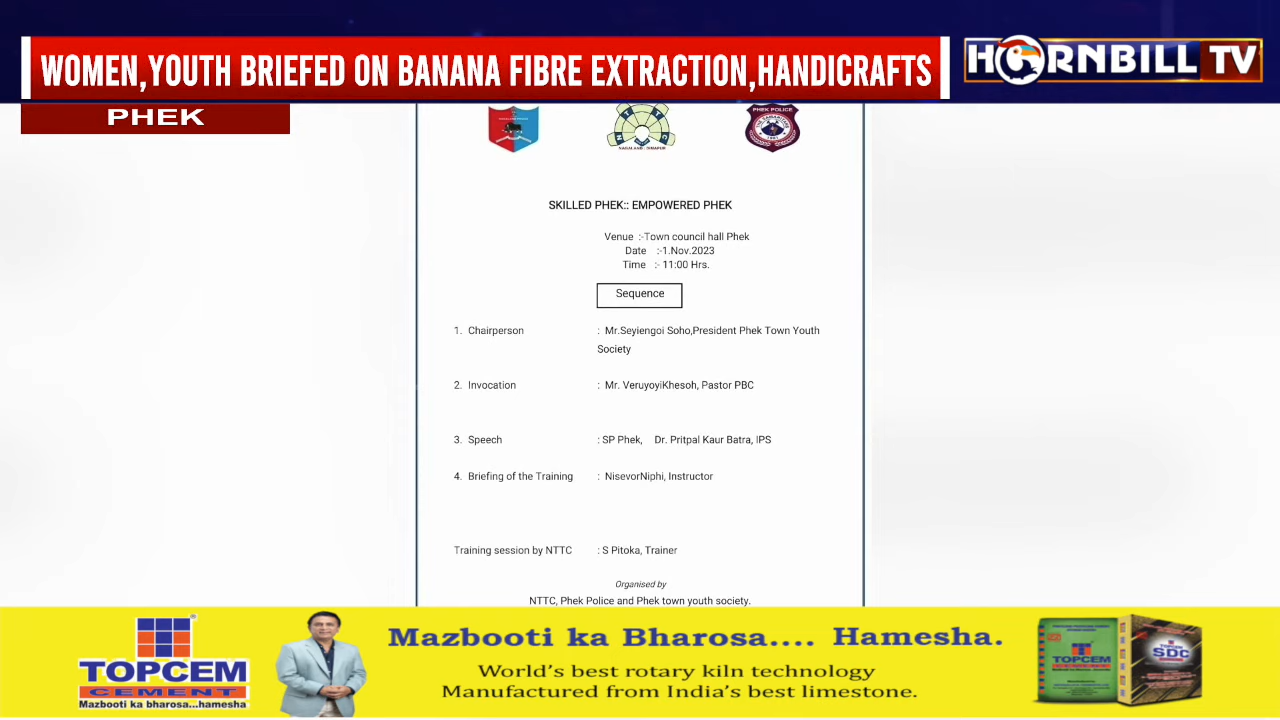 WOMEN,YOUTH BRIEFED ON BANANA FIBRE EXTRACTION,HANDICRAFTS
HORNBILL TV
PHEK
NTTC
NAGALAND: DIMAPUR
PHEK POLICE
SKILLED PHEK:: EMPOWERED PHEK
Venue :-Town council hall Phek
Date :-1.Nov.2023
Time :- 11:00 Hrs.
Sequence
1. Chairperson : Mr.Seyiengoi Soho,President Phek Town Youth
Society
2. Invocation : Mr. VeruyoyiKhesoh, Pastor PBC
3. Speech : SP Phek, Dr. Pritpal Kaur Batra, IPS
4. Briefing of the Training : NisevorNiphi, Instructor
Training session by NTTC : S Pitoka, Trainer
Organised by
NTTC, Phek Police and Phek town youth society.
TOPCEM
CEMENT
Mazbooti ka bharosa...hamesha
Mazbooti ka Bharosa.... Hamesha.
World's best rotary kiln technology
Manufactured from India's best limestone.
TOPCEM
CEMENT
TOPCEM
SDC